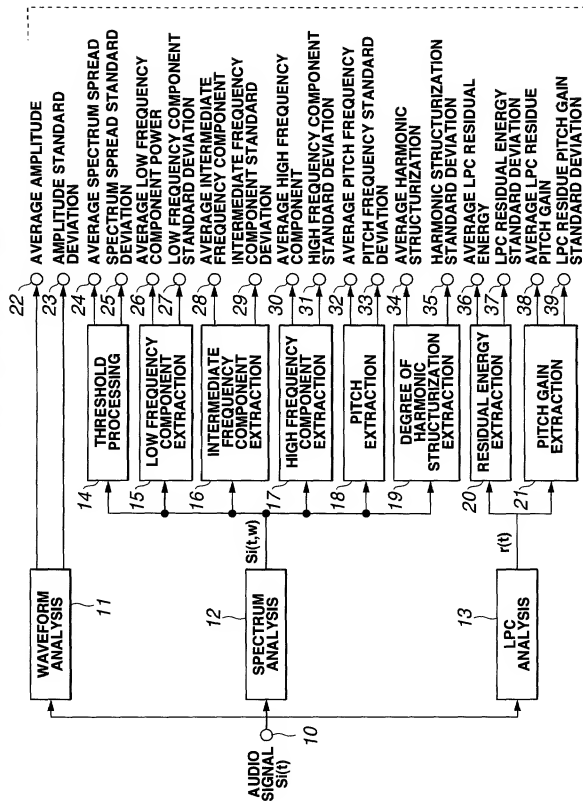 AUDIO
SIGNAL
Si(t)
10
WAVEFORM
ANALYSIS
11
SPECTRUM
ANALYSIS
12
LPC
ANALYSIS
13
Si(t,w)
r(t)
14
THRESHOLD
PROCESSING
15
LOW FREQUENCY
COMPONENT
EXTRACTION
16
INTERMEDIATE
FREQUENCY
COMPONENT
EXTRACTION
17
HIGH FREQUENCY
COMPONENT
EXTRACTION
18
PITCH
EXTRACTION
19
DEGREE OF
HARMONIC
STRUCTURIZATION
EXTRACTION
20
RESIDUAL ENERGY
EXTRACTION
21
PITCH GAIN
EXTRACTION
22
AVERAGE AMPLITUDE
23
AMPLITUDE STANDARD
DEVIATION
24
AVERAGE SPECTRUM SPREAD
25
SPECTRUM SPREAD STANDARD
DEVIATION
26
AVERAGE LOW FREQUENCY
COMPONENT POWER
27
LOW FREQUENCY COMPONENT
STANDARD DEVIATION
28
AVERAGE INTERMEDIATE
FREQUENCY COMPONENT
29
INTERMEDIATE FREQUENCY
COMPONENT STANDARD
DEVIATION
30
AVERAGE HIGH FREQUENCY
COMPONENT
31
HIGH FREQUENCY COMPONENT
STANDARD DEVIATION
32
AVERAGE PITCH FREQUENCY
33
PITCH FREQUENCY STANDARD
DEVIATION
34
AVERAGE HARMONIC
STRUCTURIZATION
35
HARMONIC STRUCTURIZATION
STANDARD DEVIATION
36
AVERAGE LPC RESIDUAL
ENERGY
37
LPC RESIDUAL ENERGY
STANDARD DEVIATION
38
AVERAGE LPC RESIDUE
PITCH GAIN
39
LPC RESIDUE PITCH GAIN
STANDARD DEVIATION